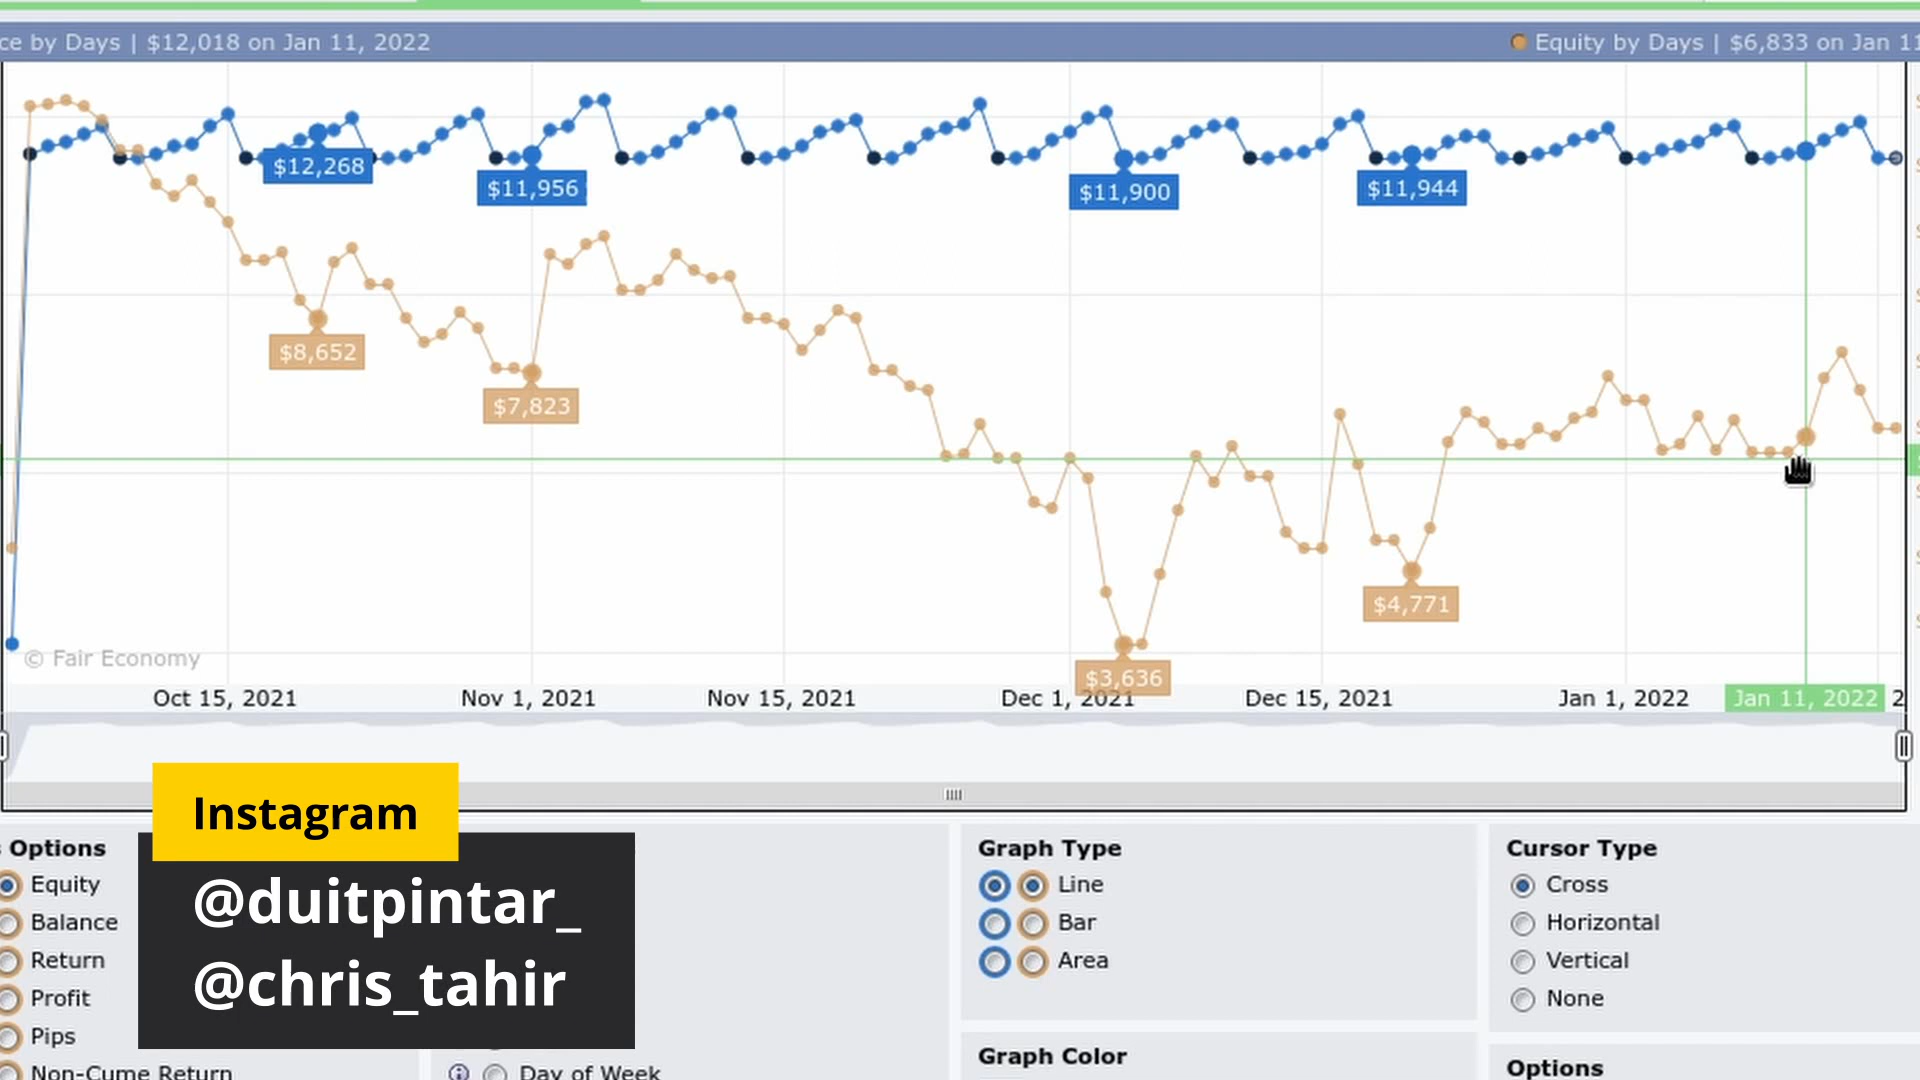 ce by Days | $12,018 on Jan 11, 2022
Equity by Days | $6,833 on Jan 11
$12,268
$11,956
$11,900
$11,944
$8,652
$7,823
$4,771
$3,636
© Fair Economy
Oct 15, 2021
Nov 1, 2021
Nov 15, 2021
Dec 1, 2021
Dec 15, 2021
Jan 1, 2022
Jan 11, 2022
2
Instagram
@duitpintar_
@chris_tahir
Options
Equity
Balance
Return
Profit
Pips
Non-Cume Return
Day of Week
Graph Type
Line
Bar
Area
Graph Color
Cursor Type
Cross
Horizontal
Vertical
None
Options